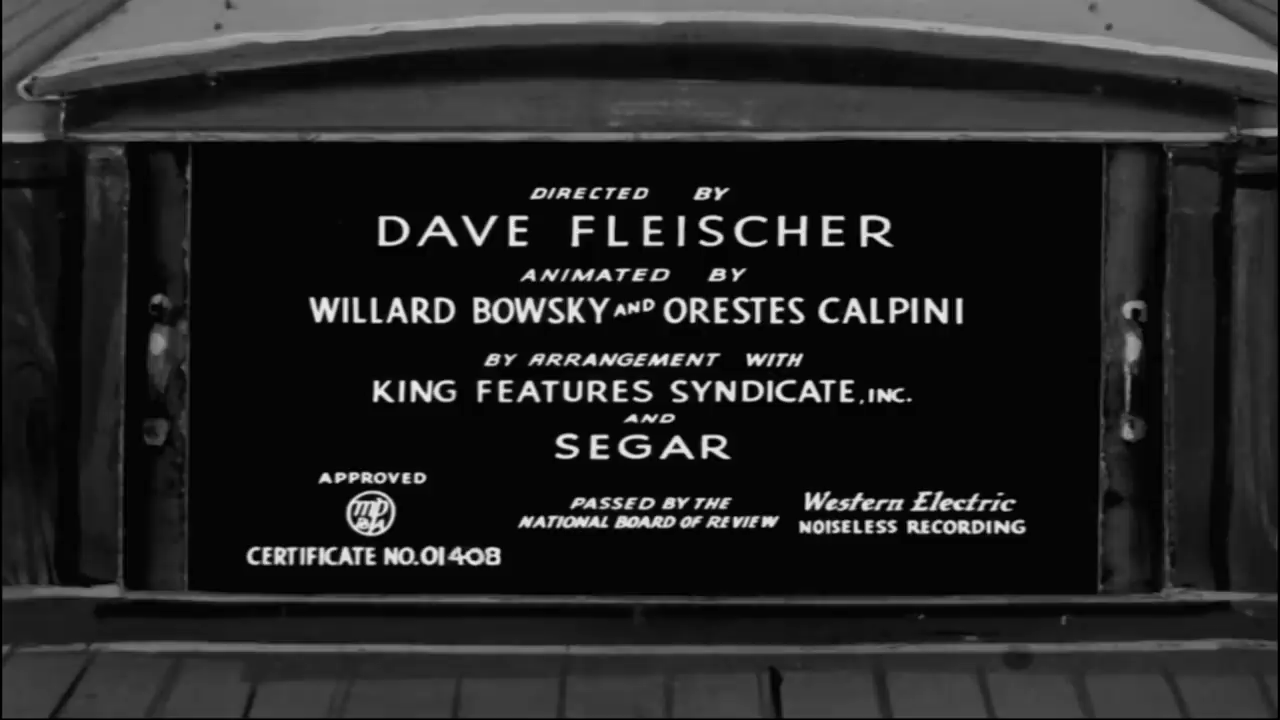 DIRECTED BY
DAVE FLEISCHER
ANIMATED BY
WILLARD BOWSKY AND ORESTES CALPINI
BY ARRANGEMENT WITH
KING FEATURES SYNDICATE, INC.
AND
SEGAR
APPROVED
PASSED BY THE
NATIONAL BOARD OF REVIEW
Western Electric
NOISELESS RECORDING
CERTIFICATE NO. 01408